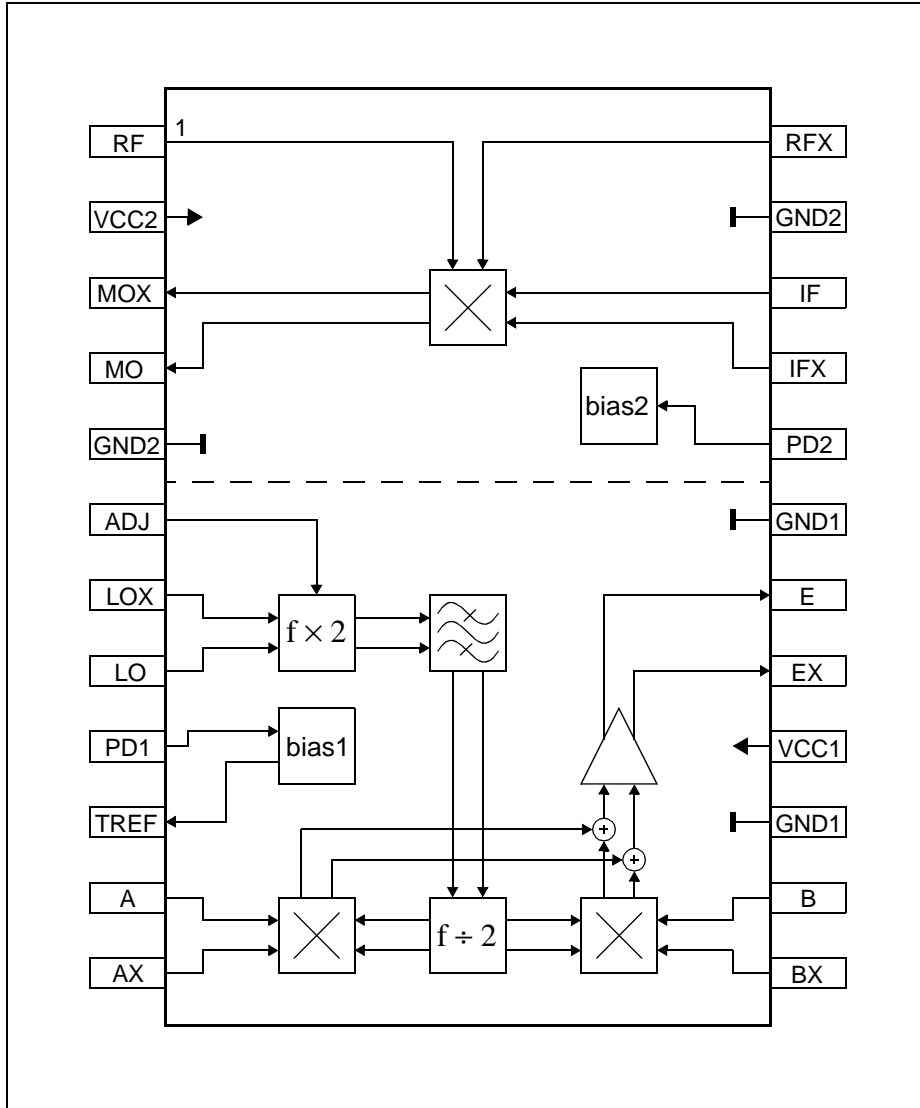 RF
1
RFX
VCC2
GND2
MOX
IF
MO
IFX
bias2
GND2
PD2
ADJ
GND1
LOX
E
f × 2
LO
EX
PD1
bias1
VCC1
TREF
GND1
+
+
A
B
f ÷ 2
AX
BX